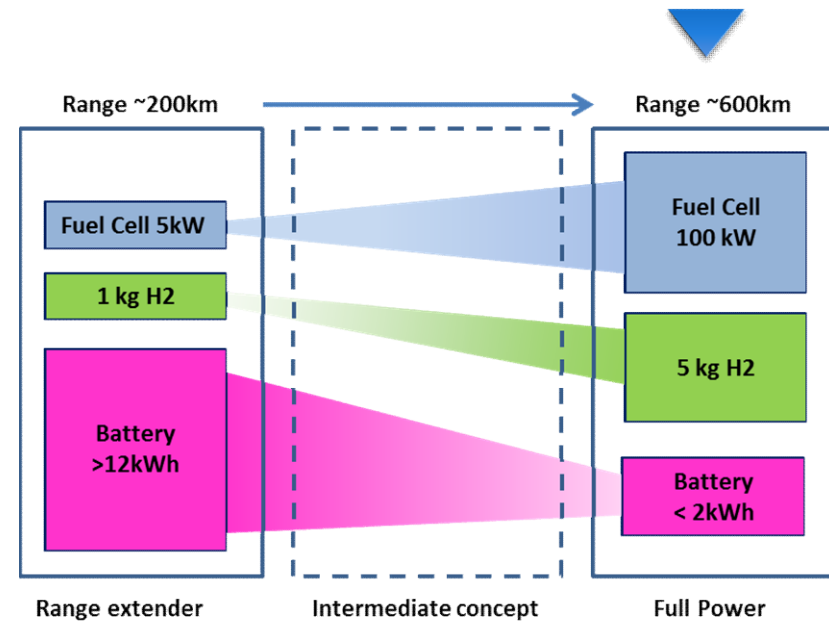 Range ~200km
Range ~600km
Fuel Cell 5kW
1 kg H2
Battery
>12kWh
Fuel Cell
100 kW
5 kg H2
Battery
< 2kWh
Range extender
Intermediate concept
Full Power